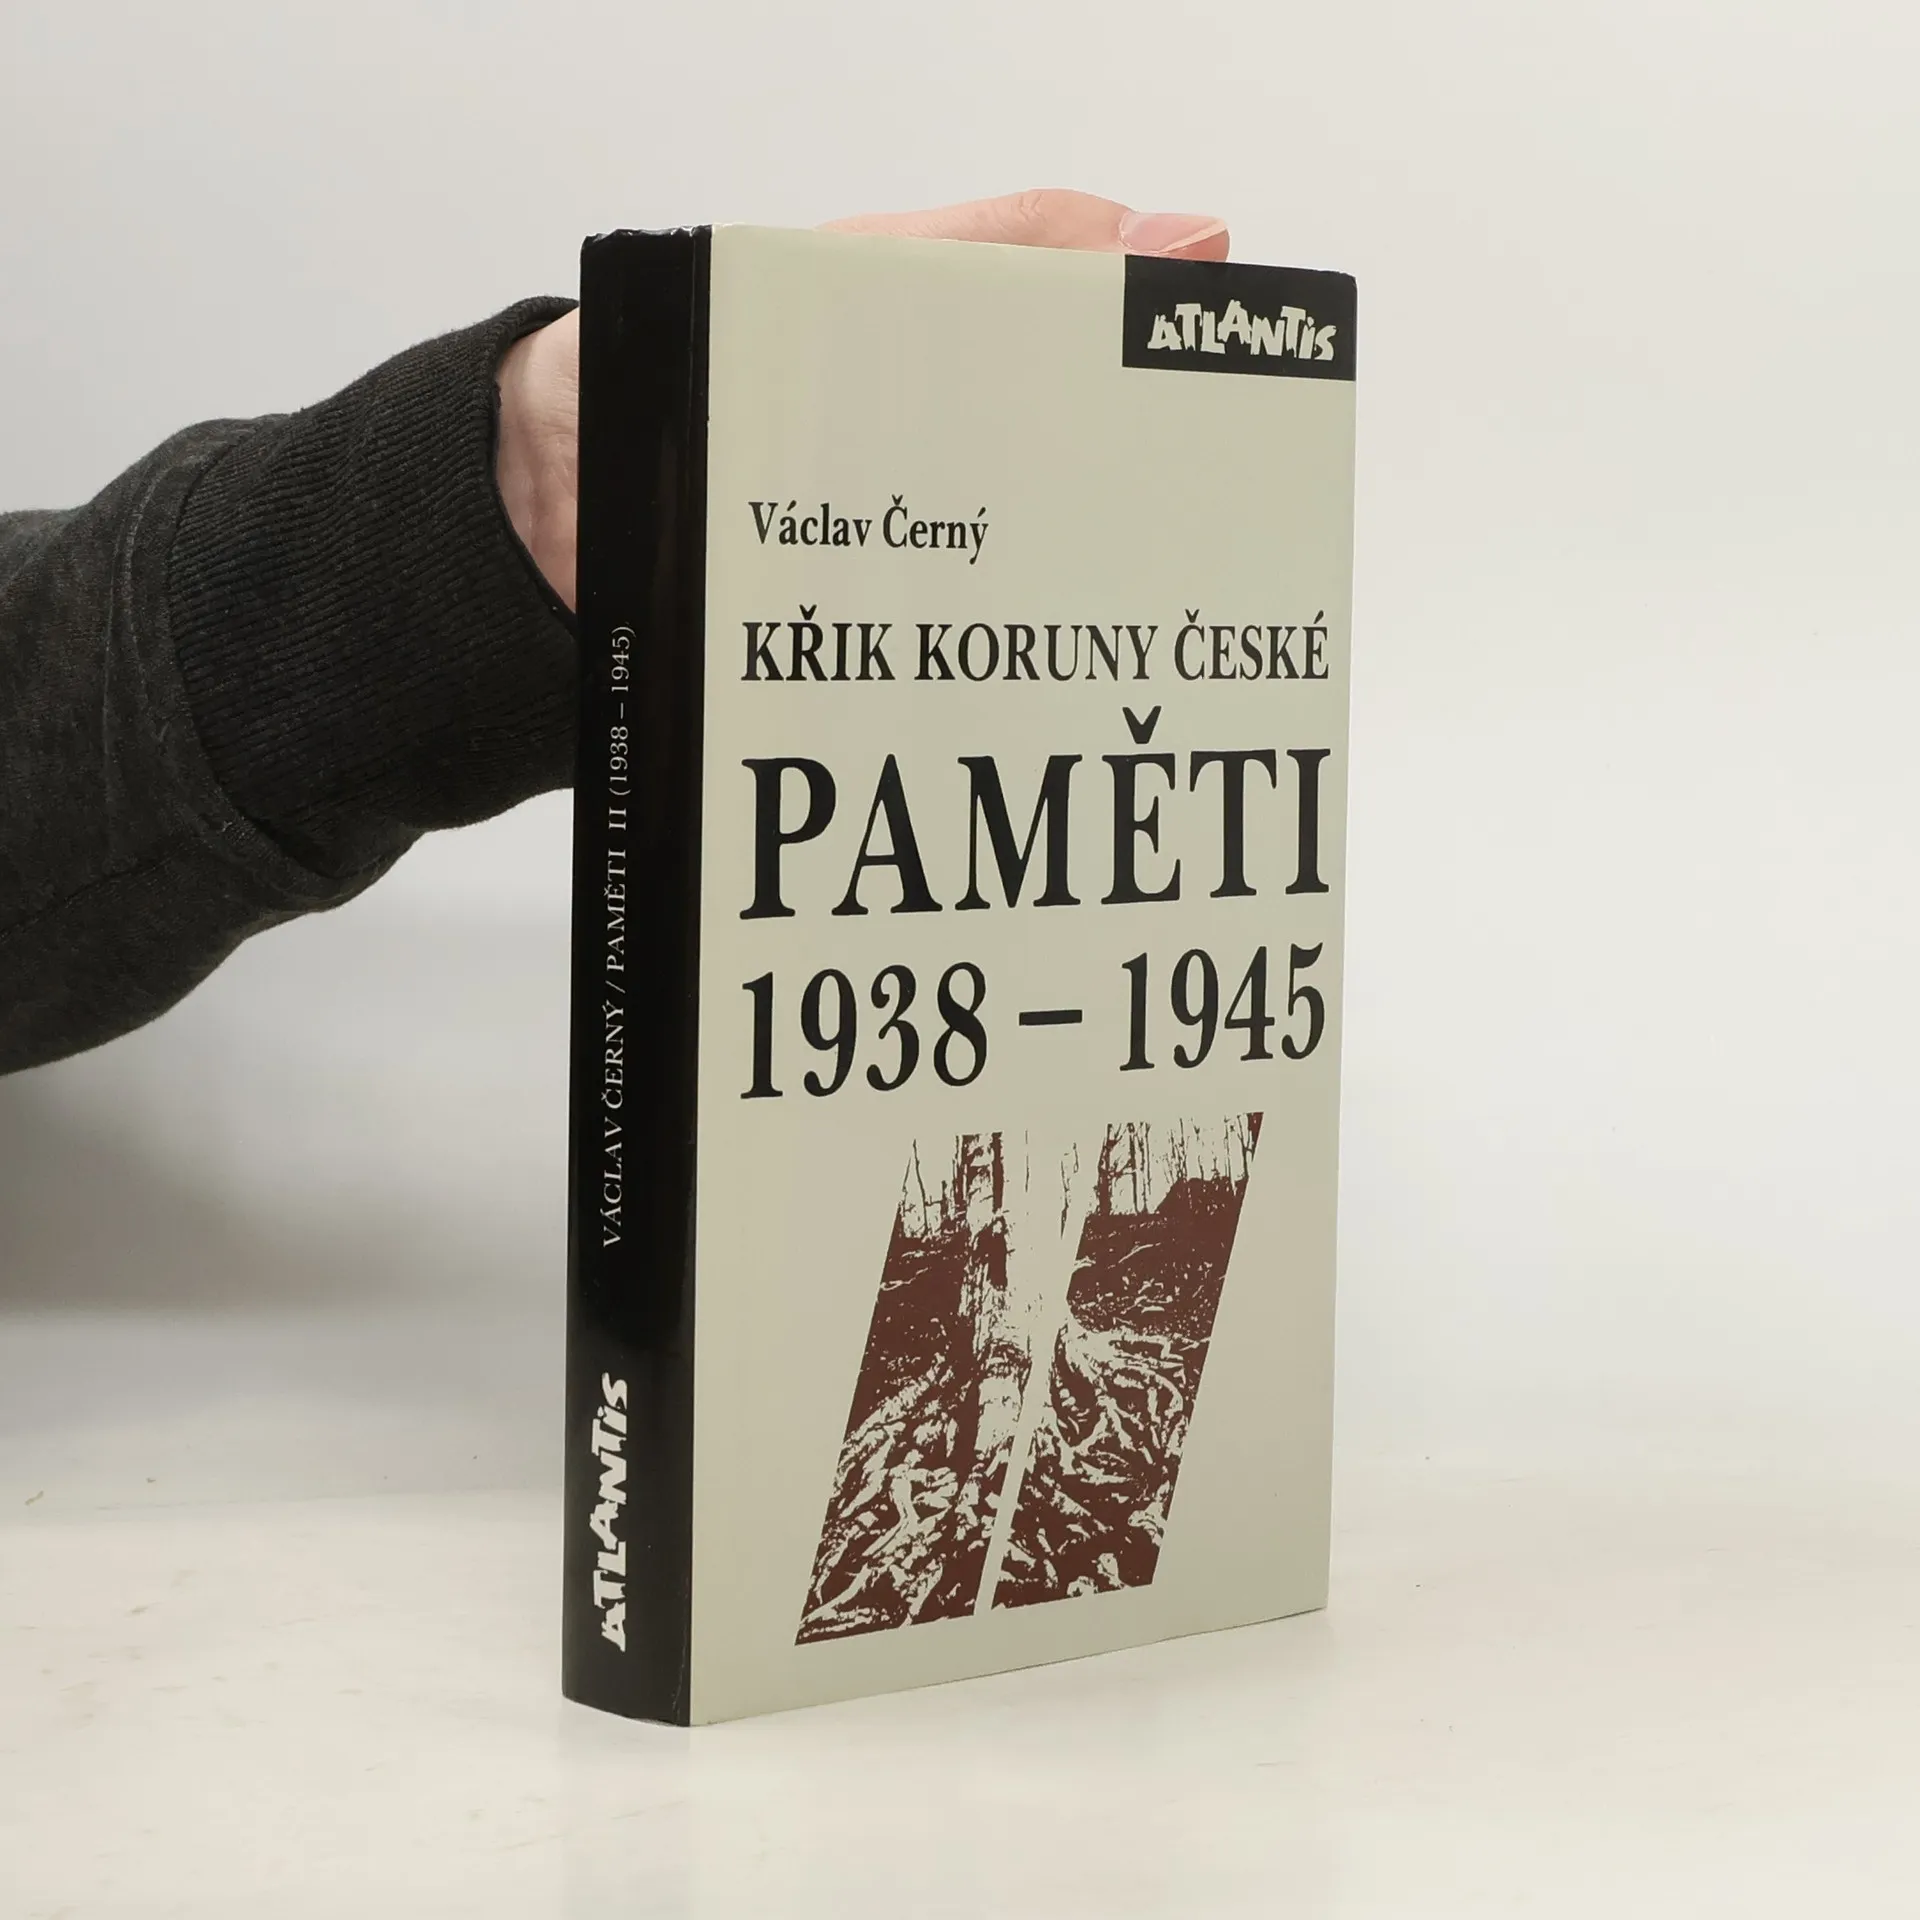 ATLANTIS
Václav Černý
KŘIK KORUNY ČESKÉ
PAMĚTI
1938 – 1945
VÁCLAV ČERNÝ / PAMĚTI II (1938 – 1945)
ATLANTIS